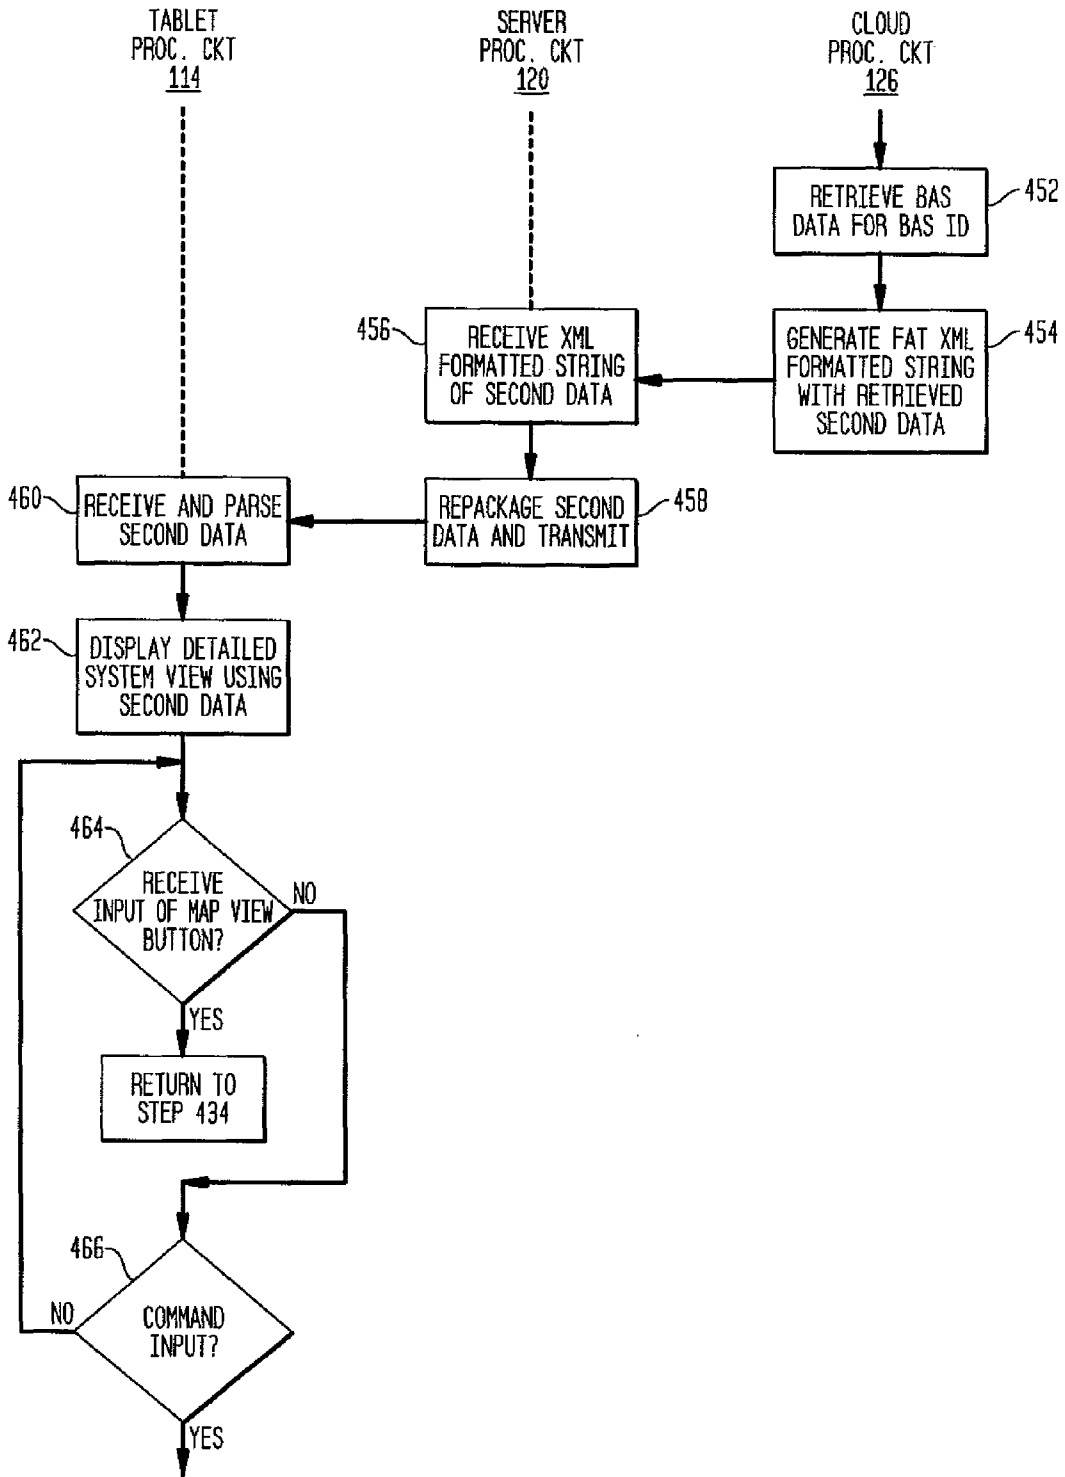 TABLET
PROC. CKT
114
SERVER
PROC. CKT
120
CLOUD
PROC. CKT
126
RETRIEVE BAS
DATA FOR BAS ID
452
456
RECEIVE XML
FORMATTED STRING
OF SECOND DATA
GENERATE FAT XML
FORMATTED STRING
WITH RETRIEVED
SECOND DATA
454
460
RECEIVE AND PARSE
SECOND DATA
REPACKAGE SECOND
DATA AND TRANSMIT
458
462
DISPLAY DETAILED
SYSTEM VIEW USING
SECOND DATA
464
RECEIVE
INPUT OF MAP VIEW
BUTTON?
NO
YES
RETURN TO
STEP 434
466
COMMAND
INPUT?
NO
YES